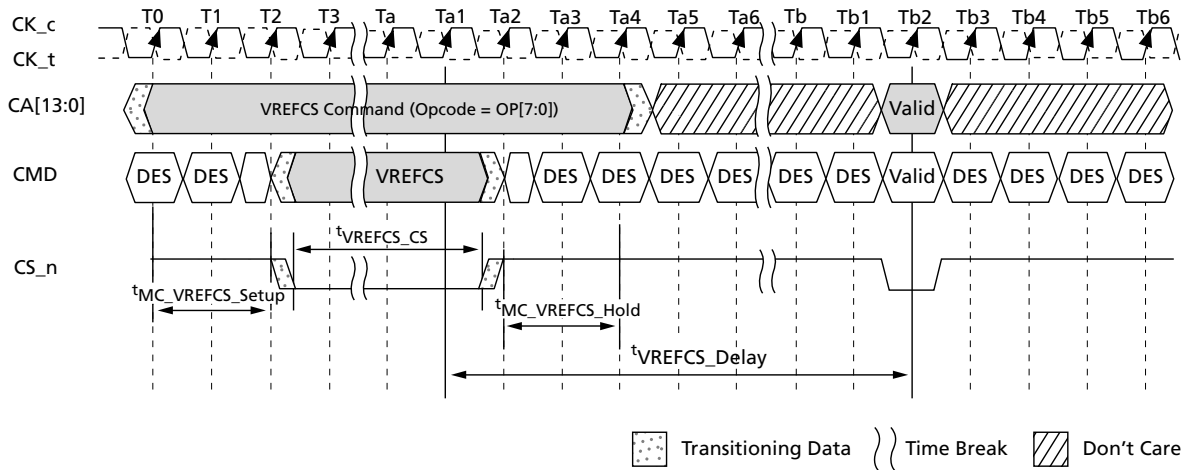 T0 T1 T2 T3 Ta Ta1 Ta2 Ta3 Ta4 Ta5 Ta6 Tb Tb1 Tb2 Tb3 Tb4 Tb5 Tb6
CK_c
CK_t
CA[13:0] VREFCS Command (Opcode = OP[7:0]) Valid
CMD DES DES VREFCS DES DES DES DES DES DES Valid DES DES DES DES
tVREFCS_CS
CS_n
tMC_VREFCS_Setup
tMC_VREFCS_Hold
tVREFCS_Delay
Transitioning Data Time Break Don't Care